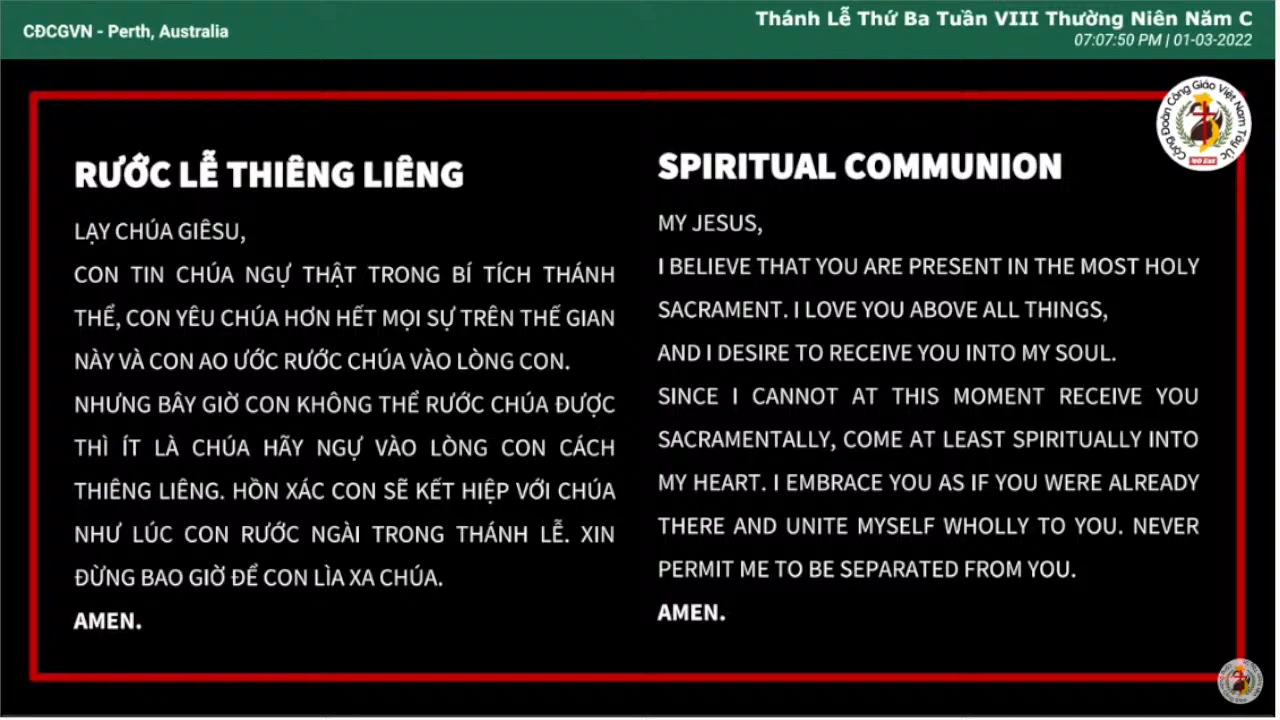 CĐCGVN - Perth, Australia
Thánh Lễ Thứ Ba Tuần VIII Thường Niên Năm C
07:07:50 PM | 01-03-2022
Cộng Đoàn Công Giáo Việt Nam Tây Úc
RƯỚC LỄ THIÊNG LIÊNG
LẠY CHÚA GIÊSU,
CON TIN CHÚA NGỰ THẬT TRONG BÍ TÍCH THÁNH
THỂ, CON YÊU CHÚA HƠN HẾT MỌI SỰ TRÊN THẾ GIAN
NÀY VÀ CON AO ƯỚC RƯỚC CHÚA VÀO LÒNG CON.
NHƯNG BÂY GIỜ CON KHÔNG THỂ RƯỚC CHÚA ĐƯỢC
THÌ ÍT LÀ CHÚA HÃY NGỰ VÀO LÒNG CON CÁCH
THIÊNG LIÊNG. HỒN XÁC CON SẼ KẾT HIỆP VỚI CHÚA
NHƯ LÚC CON RƯỚC NGÀI TRONG THÁNH LỄ. XIN
ĐỪNG BAO GIỜ ĐỂ CON LÌA XA CHÚA.
AMEN.
SPIRITUAL COMMUNION
MY JESUS,
I BELIEVE THAT YOU ARE PRESENT IN THE MOST HOLY
SACRAMENT. I LOVE YOU ABOVE ALL THINGS,
AND I DESIRE TO RECEIVE YOU INTO MY SOUL.
SINCE I CANNOT AT THIS MOMENT RECEIVE YOU
SACRAMENTALLY, COME AT LEAST SPIRITUALLY INTO
MY HEART. I EMBRACE YOU AS IF YOU WERE ALREADY
THERE AND UNITE MYSELF WHOLLY TO YOU. NEVER
PERMIT ME TO BE SEPARATED FROM YOU.
AMEN.